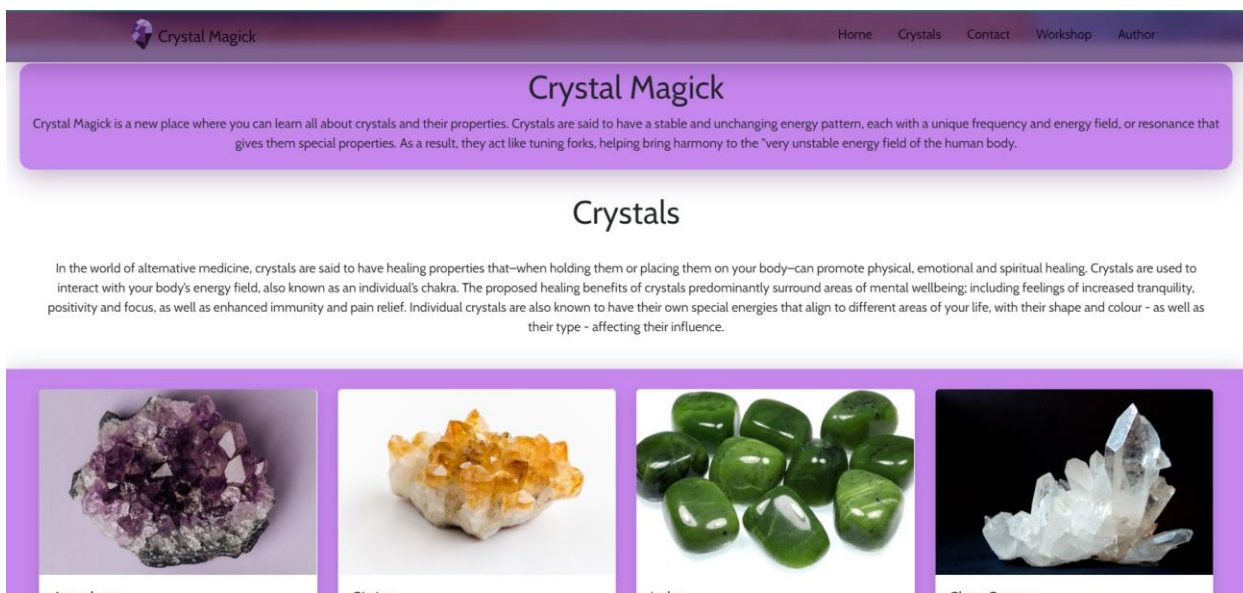 Crystal Magick
Home Crystals Contact Workshop Author
Crystal Magick
Crystal Magick is a new place where you can learn all about crystals and their properties. Crystals are said to have a stable and unchanging energy pattern, each with a unique frequency and energy field, or resonance that
gives them special properties. As a result, they act like tuning forks, helping bring harmony to the "very unstable energy field of the human body.
Crystals
In the world of alternative medicine, crystals are said to have healing properties that—when holding them or placing them on your body—can promote physical, emotional and spiritual healing. Crystals are used to
interact with your body's energy field, also known as an individual's chakra. The proposed healing benefits of crystals predominantly surround areas of mental wellbeing; including feelings of increased tranquility,
positivity and focus, as well as enhanced immunity and pain relief. Individual crystals are also known to have their own special energies that align to different areas of your life, with their shape and colour - as well as
their type - affecting their influence.